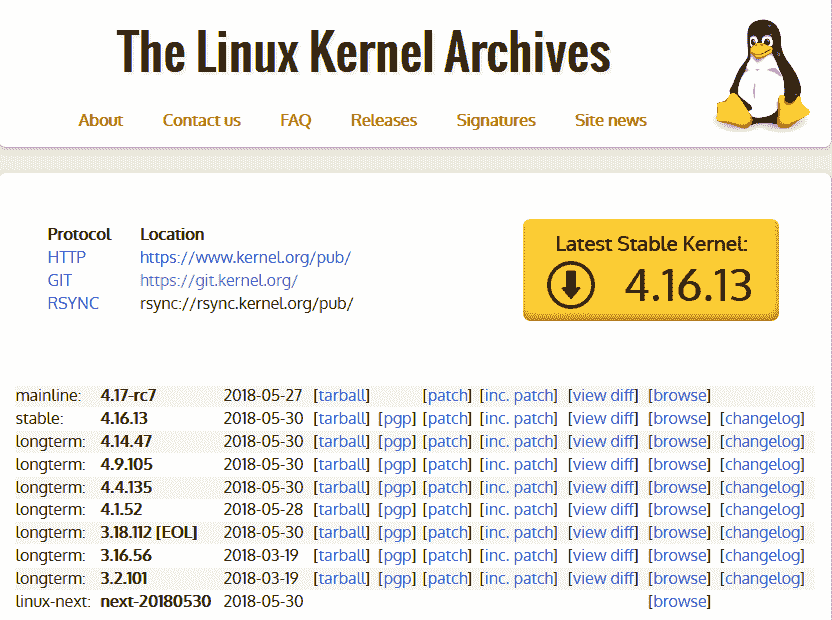 The Linux Kernel Archives
About Contact us FAQ Releases Signatures Site news
Protocol Location
HTTP https://www.kernel.org/pub/
GIT https://git.kernel.org/
RSYNC rsync://rsync.kernel.org/pub/
Latest Stable Kernel:
4.16.13
mainline: 4.17-rc7 2018-05-27 [tarball] [patch] [inc. patch] [view diff] [browse]
stable: 4.16.13 2018-05-30 [tarball] [pgp] [patch] [inc. patch] [view diff] [browse] [changelog]
longterm: 4.14.47 2018-05-30 [tarball] [pgp] [patch] [inc. patch] [view diff] [browse] [changelog]
longterm: 4.9.105 2018-05-30 [tarball] [pgp] [patch] [inc. patch] [view diff] [browse] [changelog]
longterm: 4.4.135 2018-05-30 [tarball] [pgp] [patch] [inc. patch] [view diff] [browse] [changelog]
longterm: 4.1.52 2018-05-28 [tarball] [pgp] [patch] [inc. patch] [view diff] [browse] [changelog]
longterm: 3.18.112 [EOL] 2018-05-30 [tarball] [pgp] [patch] [inc. patch] [view diff] [browse] [changelog]
longterm: 3.16.56 2018-03-19 [tarball] [pgp] [patch] [inc. patch] [view diff] [browse] [changelog]
longterm: 3.2.101 2018-03-19 [tarball] [pgp] [patch] [inc. patch] [view diff] [browse] [changelog]
linux-next: next-20180530 2018-05-30 [browse]